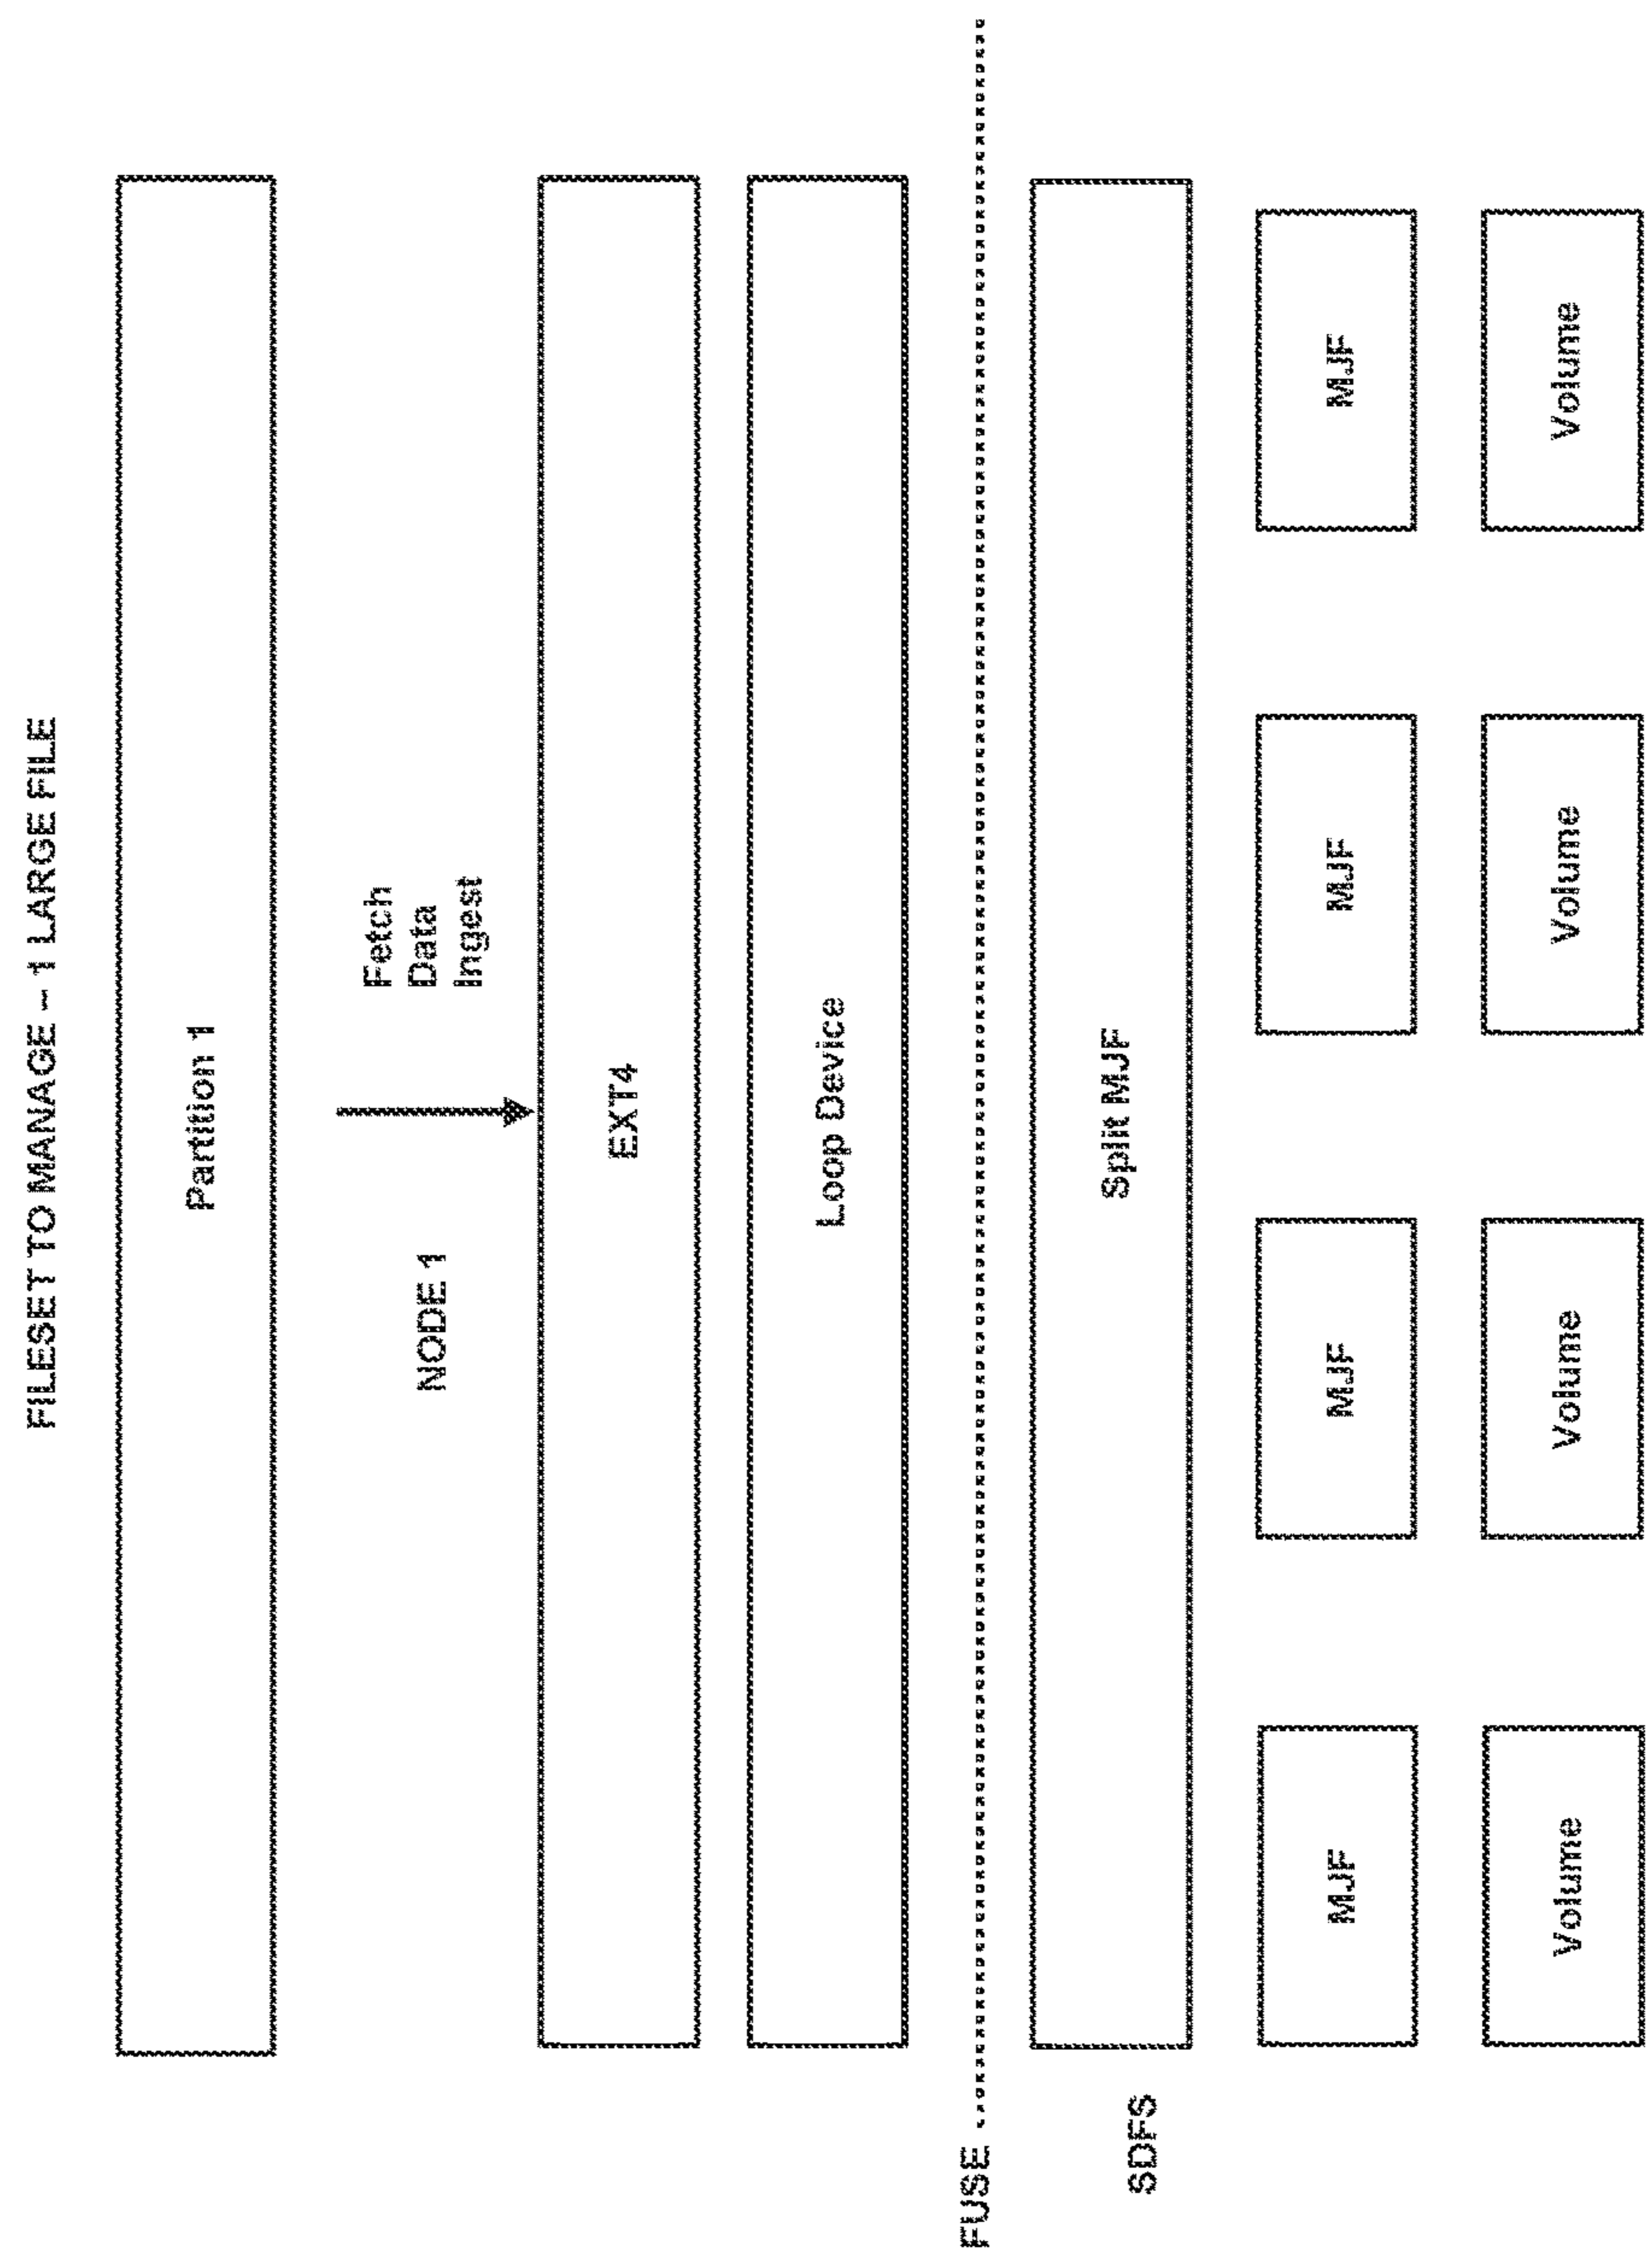 FILESET TO MANAGE – 1 LARGE FILE
Partition 1
NODE 1
Fetch
Data
Ingest
EXT4
Loop Device
FUSE
SDFS
Split MJF
MJF
MJF
MJF
MJF
Volume
Volume
Volume
Volume